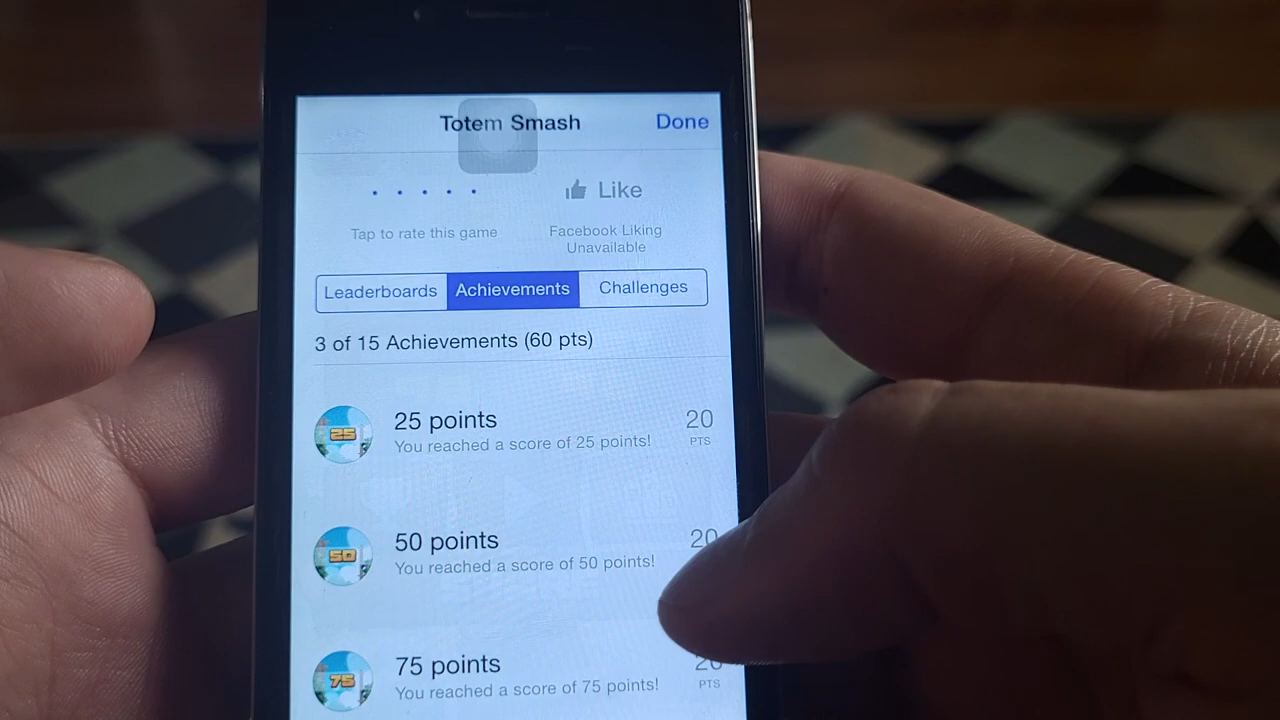 Totem Smash Done
Like
Tap to rate this game
Facebook Liking
Unavailable
Leaderboards Achievements Challenges
3 of 15 Achievements (60 pts)
25 25 points 20
You reached a score of 25 points! PTS
50 50 points 20
You reached a score of 50 points!
75 75 points 20
You reached a score of 75 points! PTS